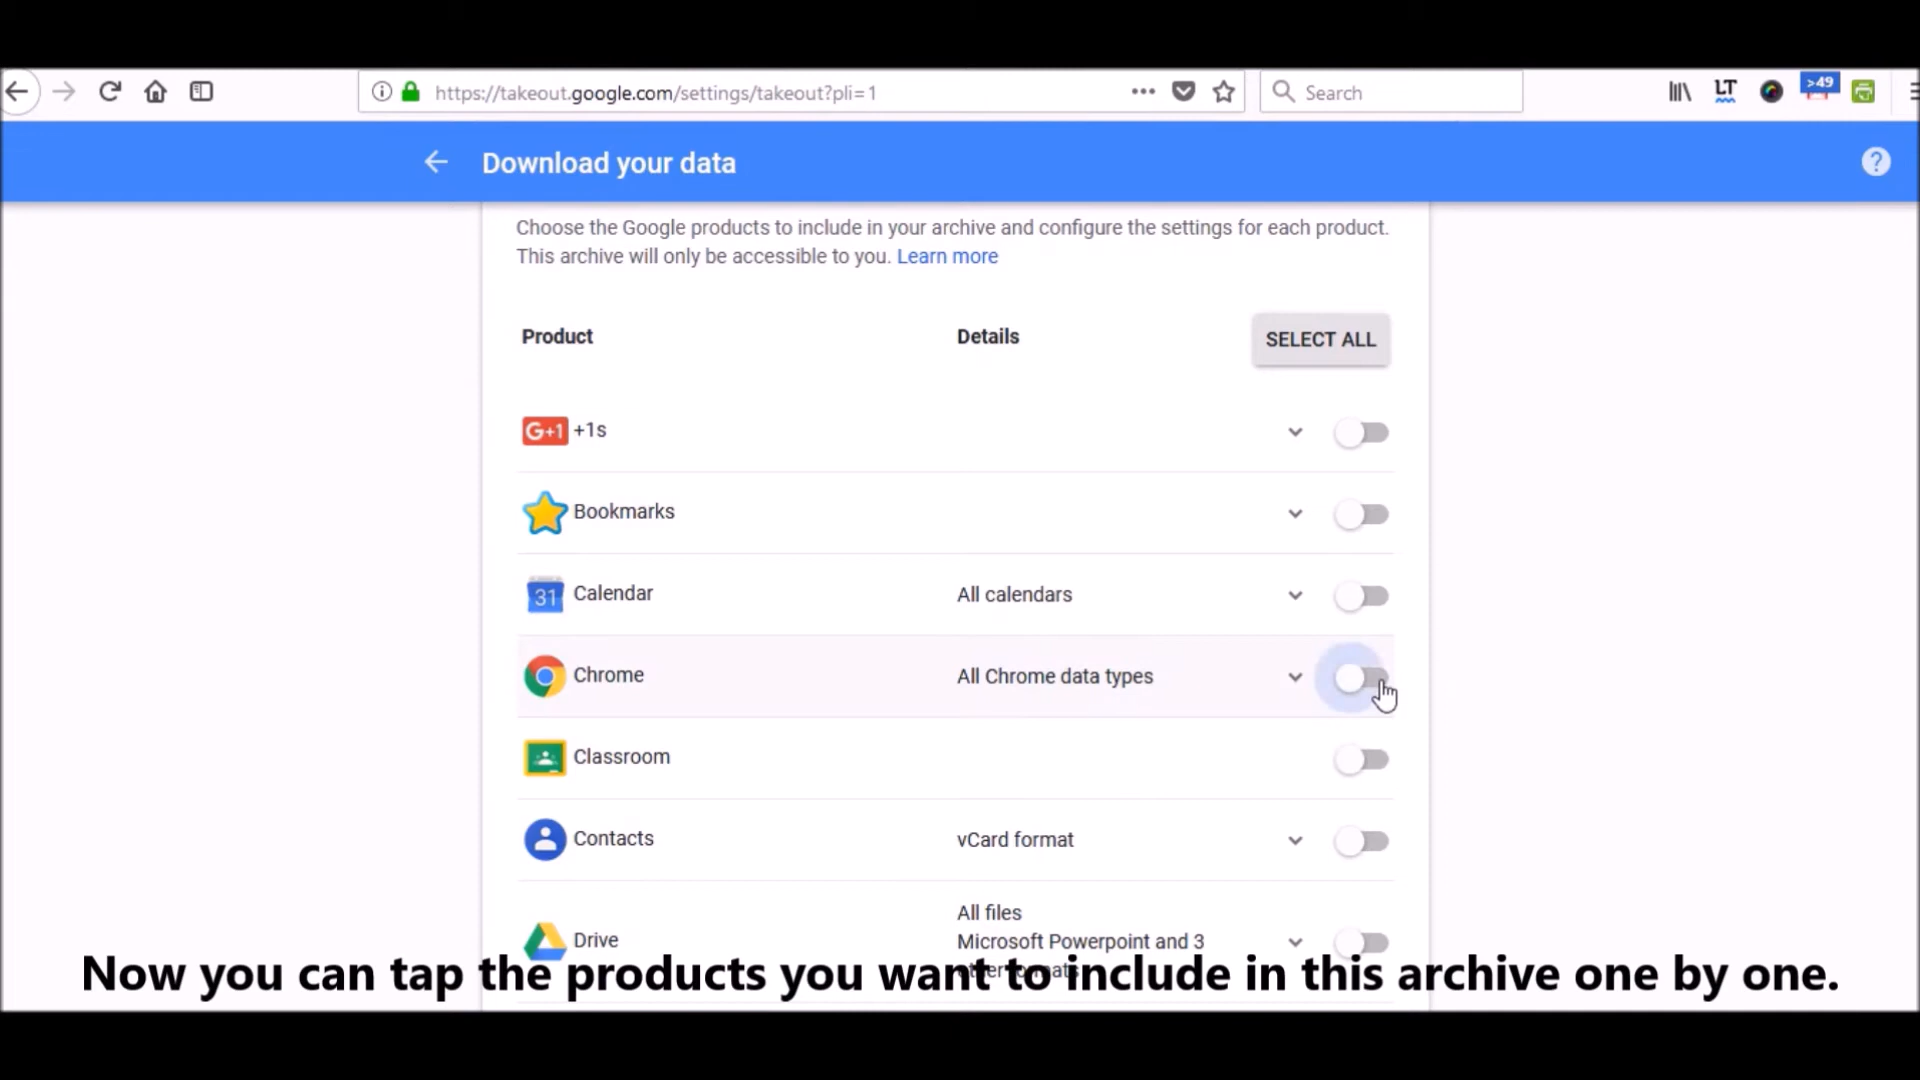 https://takeout.google.com/settings/takeout?pli=1
Search
LT
>49
Download your data
?
Choose the Google products to include in your archive and configure the settings for each product.
This archive will only be accessible to you. Learn more
Product Details SELECT ALL
G+1 +1s
Bookmarks
31 Calendar All calendars
Chrome All Chrome data types
Classroom
Contacts vCard format
All files
Drive Microsoft Powerpoint and 3
other formats
Now you can tap the products you want to include in this archive one by one.